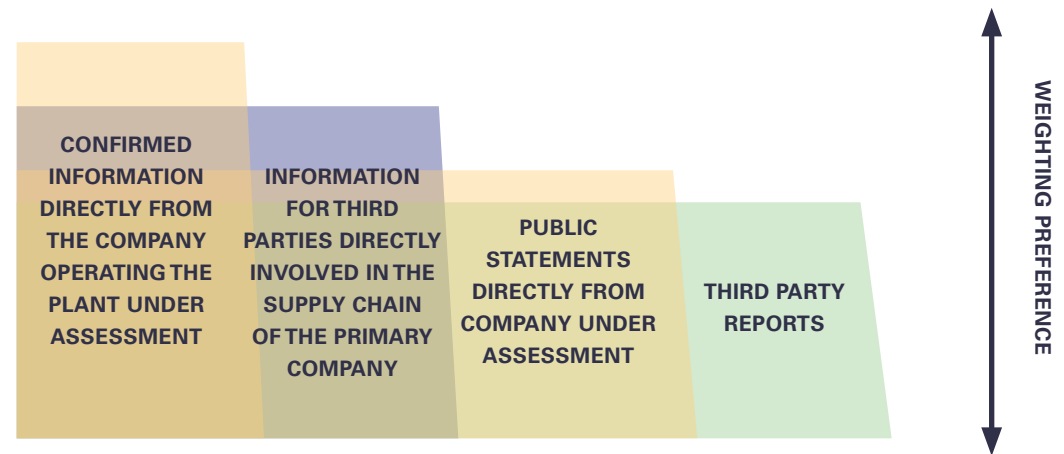 CONFIRMED
INFORMATION
DIRECTLY FROM
THE COMPANY
OPERATING THE
PLANT UNDER
ASSESSMENT
INFORMATION
FOR THIRD
PARTIES DIRECTLY
INVOLVED IN THE
SUPPLY CHAIN
OF THE PRIMARY
COMPANY
PUBLIC
STATEMENTS
DIRECTLY FROM
COMPANY UNDER
ASSESSMENT
THIRD PARTY
REPORTS
WEIGHTING PREFERENCE